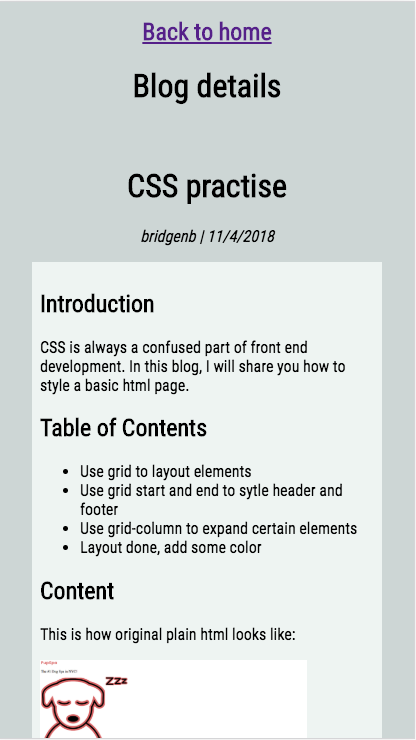 Back to home
Blog details
CSS practise
bridgenb | 11/4/2018
Introduction
CSS is always a confused part of front end
development. In this blog, I will share you how to
style a basic html page.
Table of Contents
• Use grid to layout elements
• Use grid start and end to sytle header and
footer
• Use grid-column to expand certain elements
• Layout done, add some color
Content
This is how original plain html looks like:
zzz